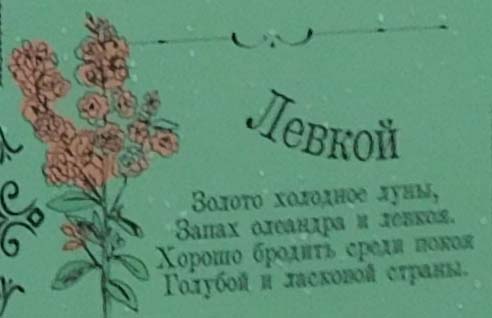 Левкой
Золото холодное луны,
Запах олеандра и левкоя.
Хорошо бродить среди покоя
Голубой и ласковой страны.